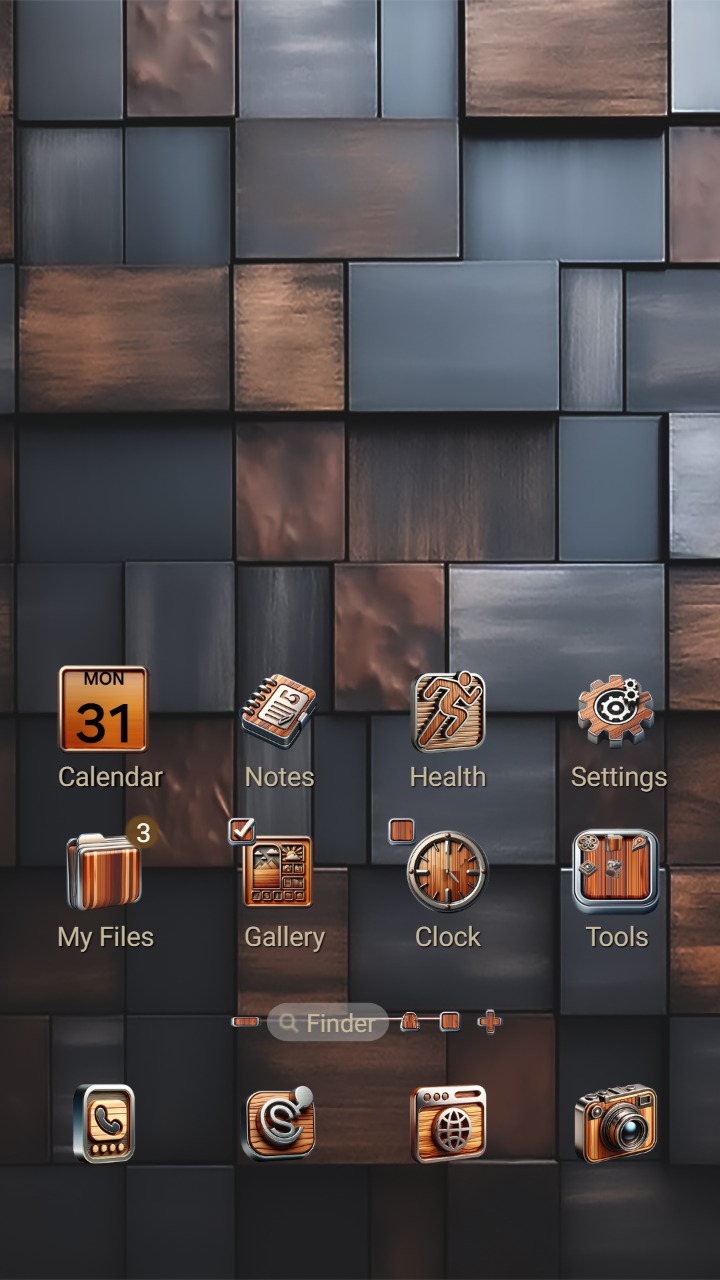 MON
31
Calendar
Notes
Health
Settings
3
My Files
Gallery
Clock
Tools
Finder